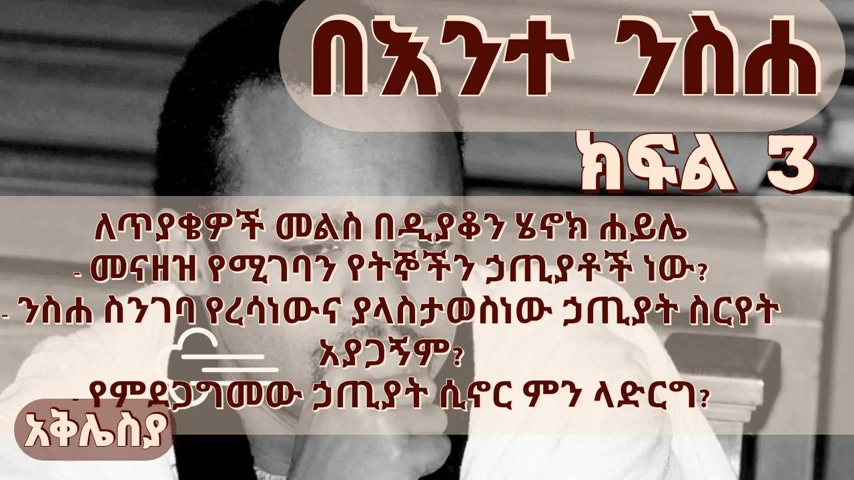 በእንተ ንስሐ
ክፍል 3
ለጥያቄዎች መልስ በዲያቆን ሄኖክ ሐይሌ
- መናዘዝ የሚገባን የትኞችን ኃጢያቶች ነው?
- ንስሐ ስንገባ የረሳነውና ያላስታወስነው ኃጢያት ስርየት
አያጋኝም?
- የምደጋግመው ኃጢያት ሲኖር ምን ላድርግ?
አቅሌስያ